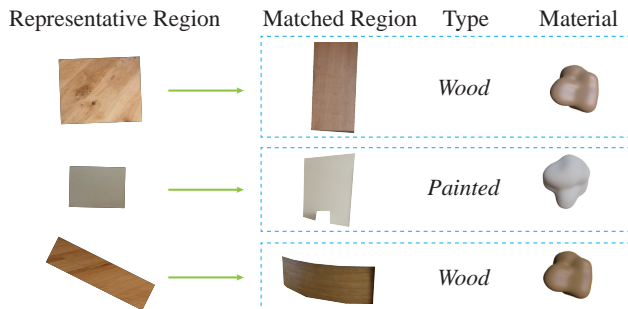 Representative Region Matched Region Type Material
Wood
Painted
Wood